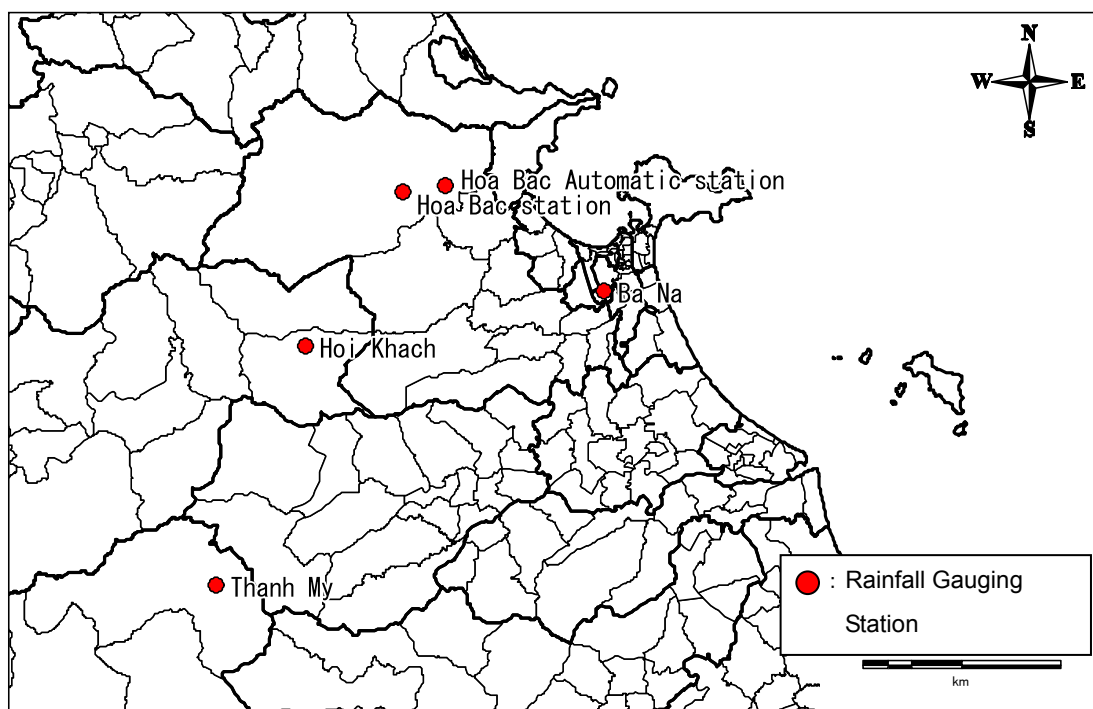 N
W E
S
Hoa Bac Automatic station
Hoa Bac station
Ba Na
Hoi Khach
Thanh My
: Rainfall Gauging
Station
km